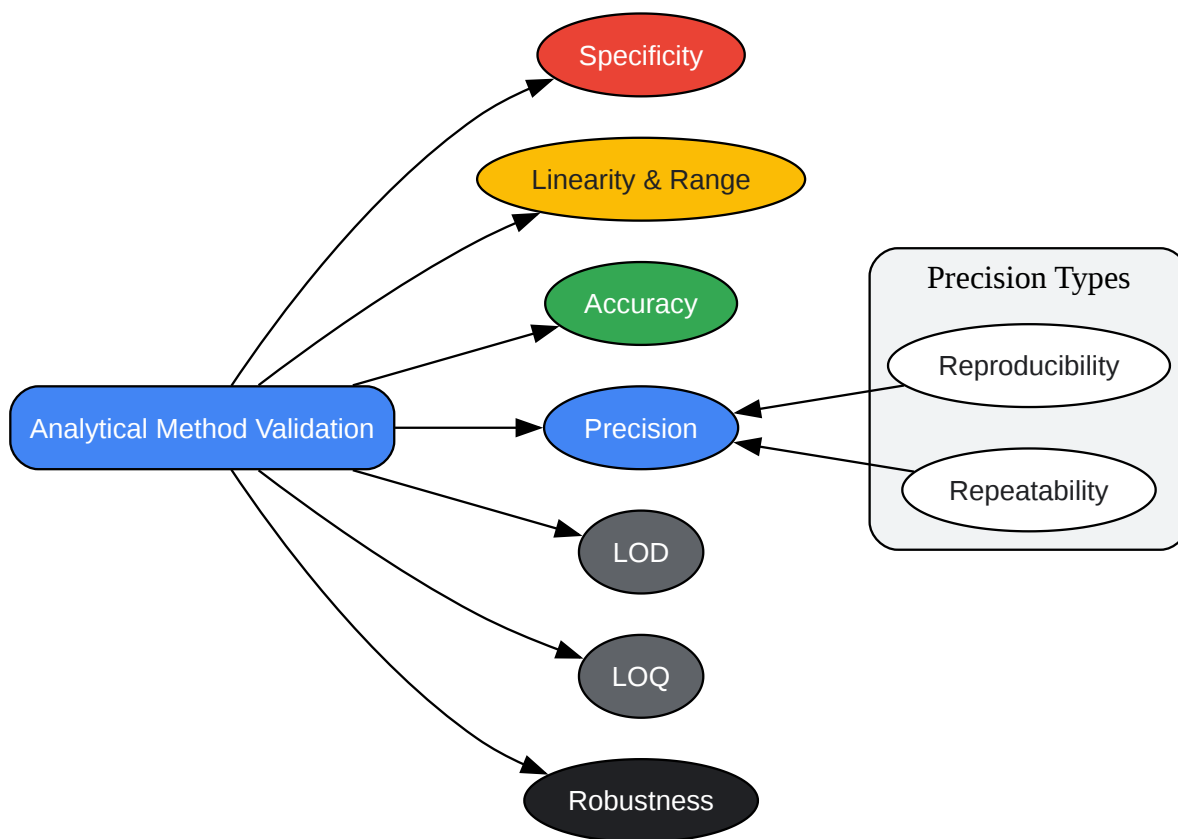 Specificity
Linearity & Range
Accuracy
Analytical Method Validation
Precision
LOD
LOQ
Robustness
Precision Types
Reproducibility
Repeatability